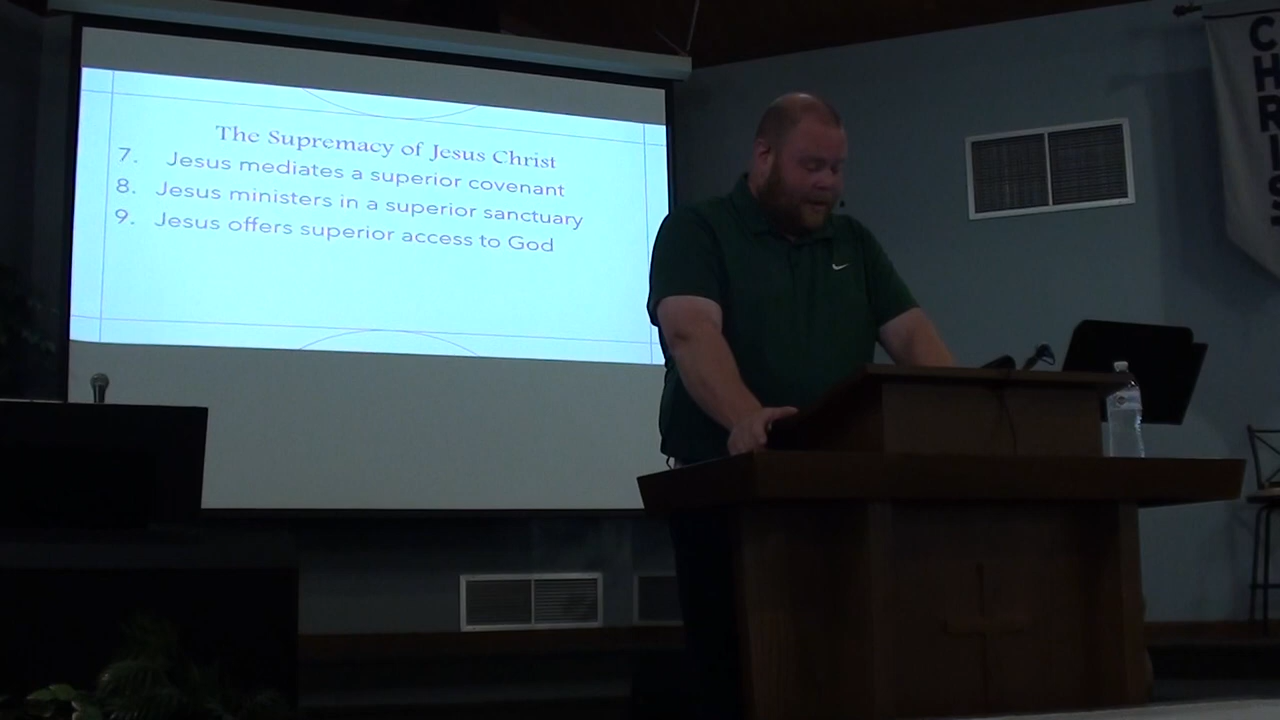 The Supremacy of Jesus Christ
7. Jesus mediates a superior covenant
8. Jesus ministers in a superior sanctuary
9. Jesus offers superior access to God
CHRIS